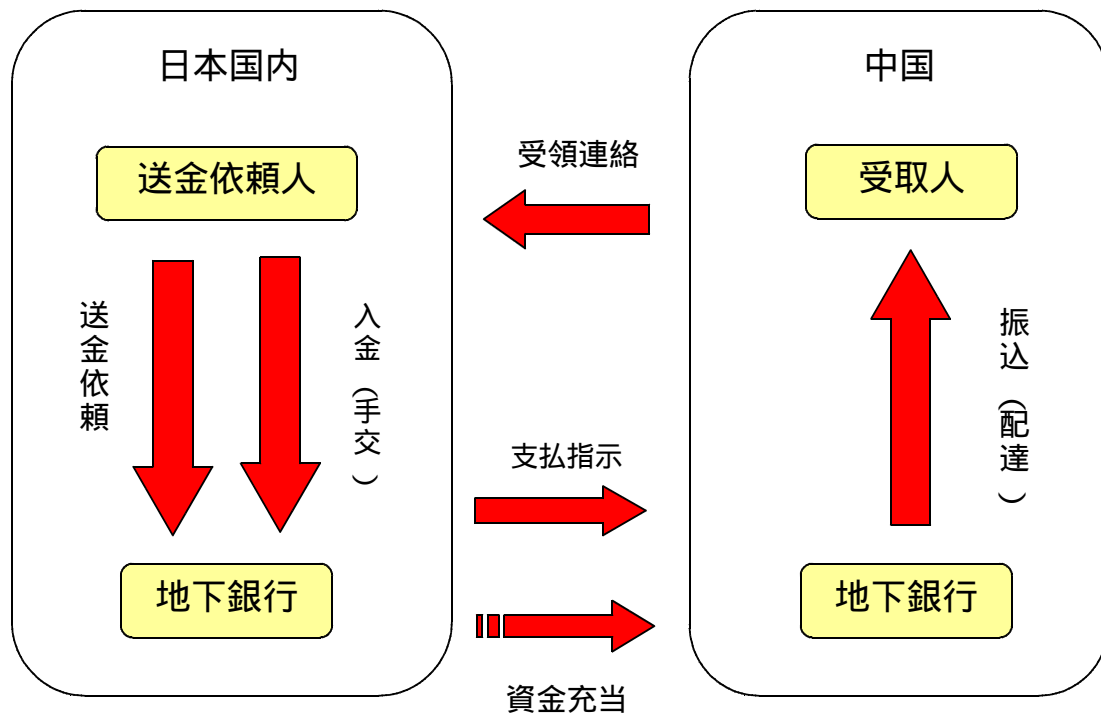 日本国内
中国
送金依頼人
受領連絡
受取人
送金依頼
入金（手交）
振込（配達）
支払指示
地下銀行
地下銀行
資金充当